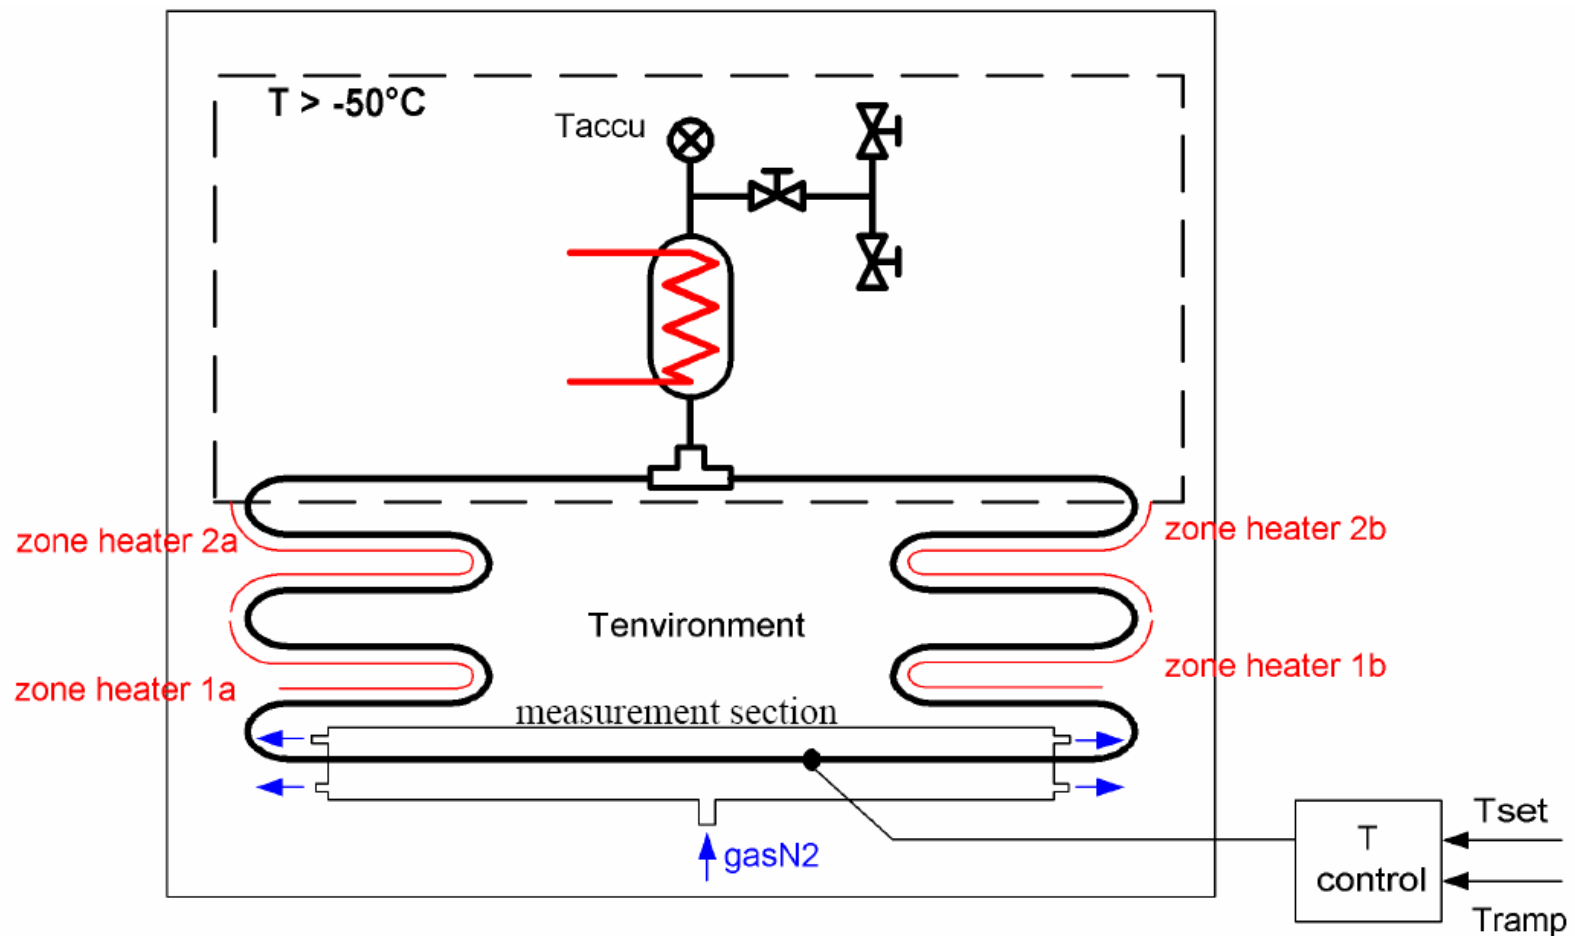 T > -50°C
Taccu
zone heater 2a
zone heater 2b
Tenvironment
zone heater 1a
zone heater 1b
measurement section
gasN2
T
control
Tset
Tramp